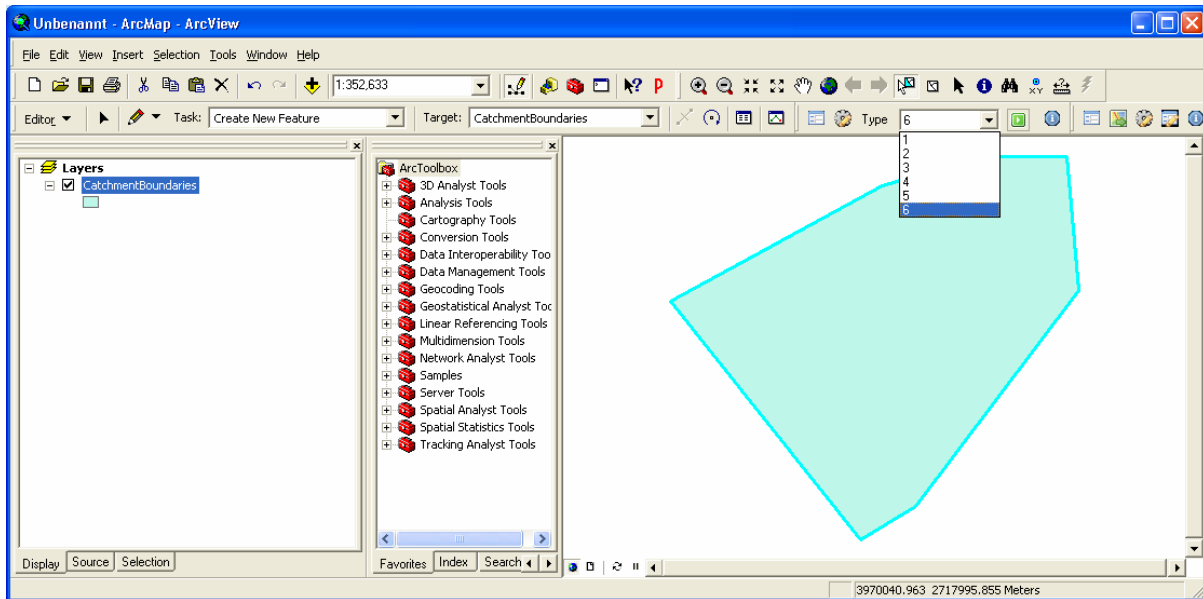 Unbenannt - ArcMap - ArcView
File Edit View Insert Selection Tools Window Help
1:352,633
Editor Task: Create New Feature Target: CatchmentBoundaries Type 6
1
2
3
4
5
6
Layers
CatchmentBoundaries
ArcToolbox
3D Analyst Tools
Analysis Tools
Cartography Tools
Conversion Tools
Data Interoperability Too
Data Management Tools
Geocoding Tools
Geostatistical Analyst Too
Linear Referencing Tools
Multidimension Tools
Network Analyst Tools
Samples
Server Tools
Spatial Analyst Tools
Spatial Statistics Tools
Tracking Analyst Tools
Display Source Selection
Favorites Index Search
3970040.963 2717995.855 Meters